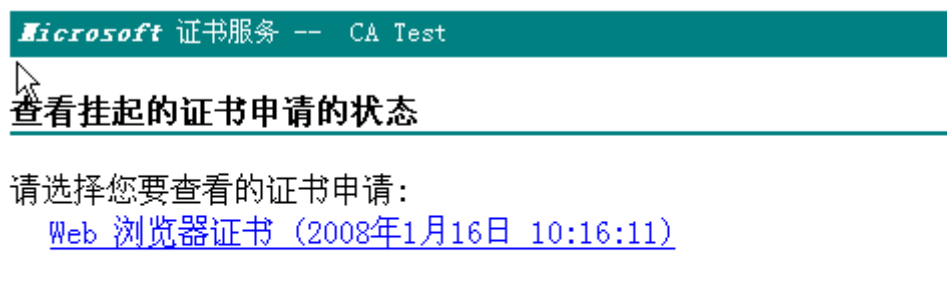 Microsoft 证书服务 -- CA Test
查看挂起的证书申请的状态
请选择您要查看的证书申请:
Web 浏览器证书 (2008年1月16日 10:16:11)